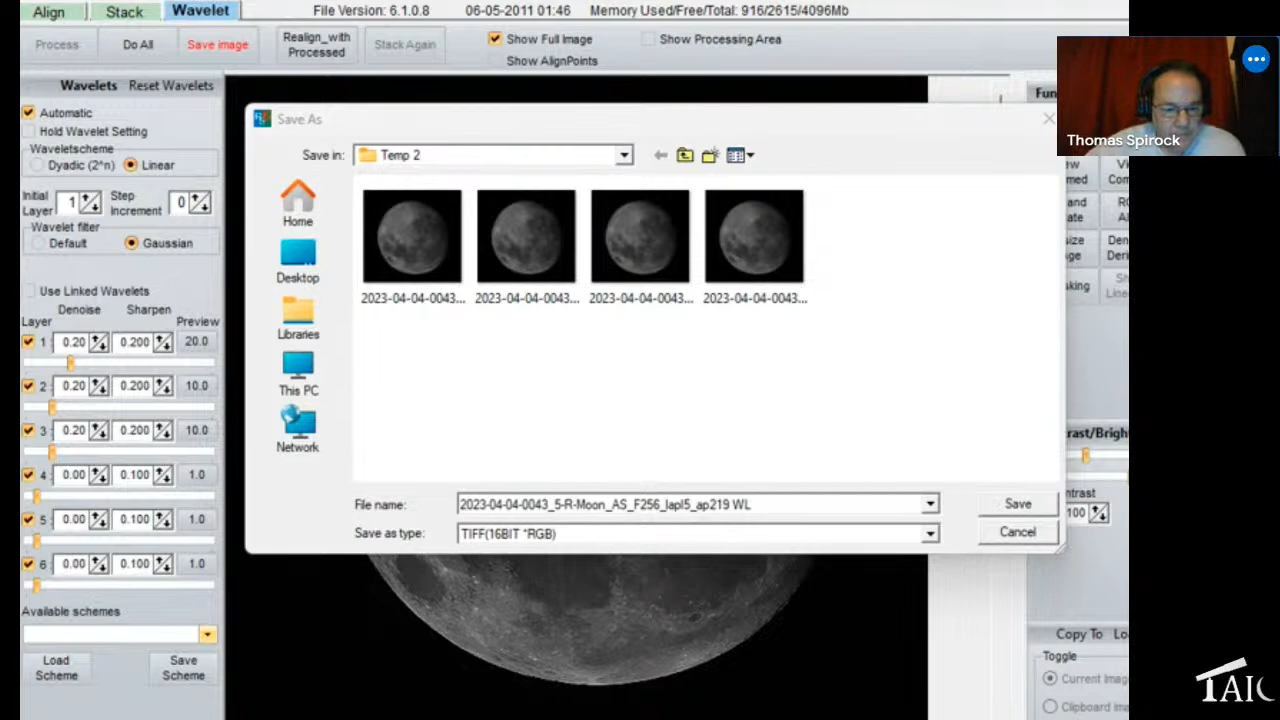 Align Stack Wavelet File Version: 6.1.0.8 06-05-2011 01:46 Memory Used/Free/Total: 916/2615/4096Mb
Process Do All Save image Realign_with Processed Stack Again Show Full Image Show Processing Area
Show AlignPoints
Wavelets Reset Wavelets
Automatic
Hold Wavelet Setting
Waveletscheme
Dyadic (2^n) Linear
Initial Layer 1 Step Increment 0
Wavelet filter
Default Gaussian
Use Linked Wavelets
Denoise Sharpen
Layer Preview
1 0.20 0.200 20.0
2 0.20 0.200 10.0
3 0.20 0.200 10.0
4 0.00 0.100 1.0
5 0.00 0.100 1.0
6 0.00 0.100 1.0
Available schemes
Load Scheme Save Scheme
Save As
Save in: Temp 2
Home
Desktop
Libraries
This PC
Network
2023-04-04-0043... 2023-04-04-0043... 2023-04-04-0043... 2023-04-04-0043...
File name: 2023-04-04-0043_5-R-Moon_AS_F256_lapl5_ap219 WL Save
Save as type: TIFF(16BIT *RGB) Cancel
Thomas Spirock
Fun
rast/Brigh
ntrast
100
Copy To Lo
Toggle
Current Imag
Clipboard Ima
TAIC